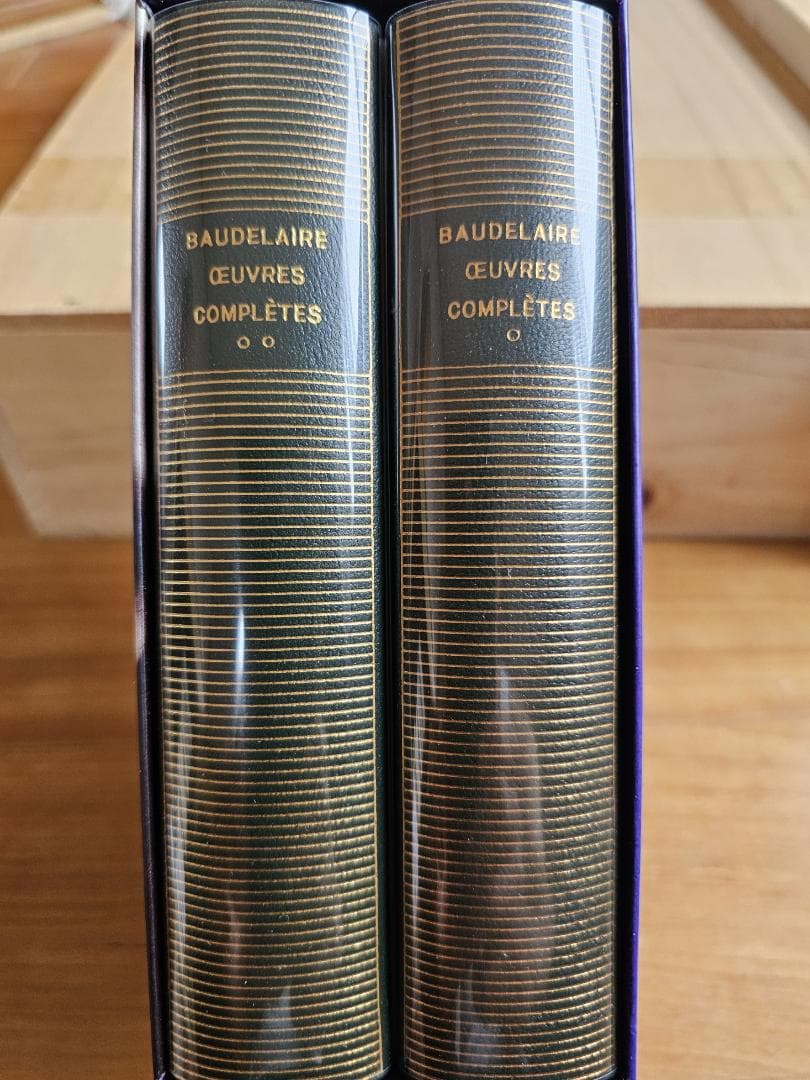 BAUDELAIRE
ŒUVRES
COMPLÈTES
○ ○
BAUDELAIRE
ŒUVRES
COMPLÈTES
○